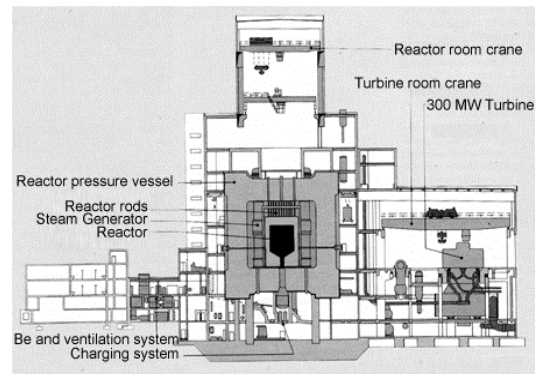 Reactor room crane
Turbine room crane
300 MW Turbine
Reactor pressure vessel
Reactor rods
Steam Generator
Reactor
Be and ventilation system
Charging system